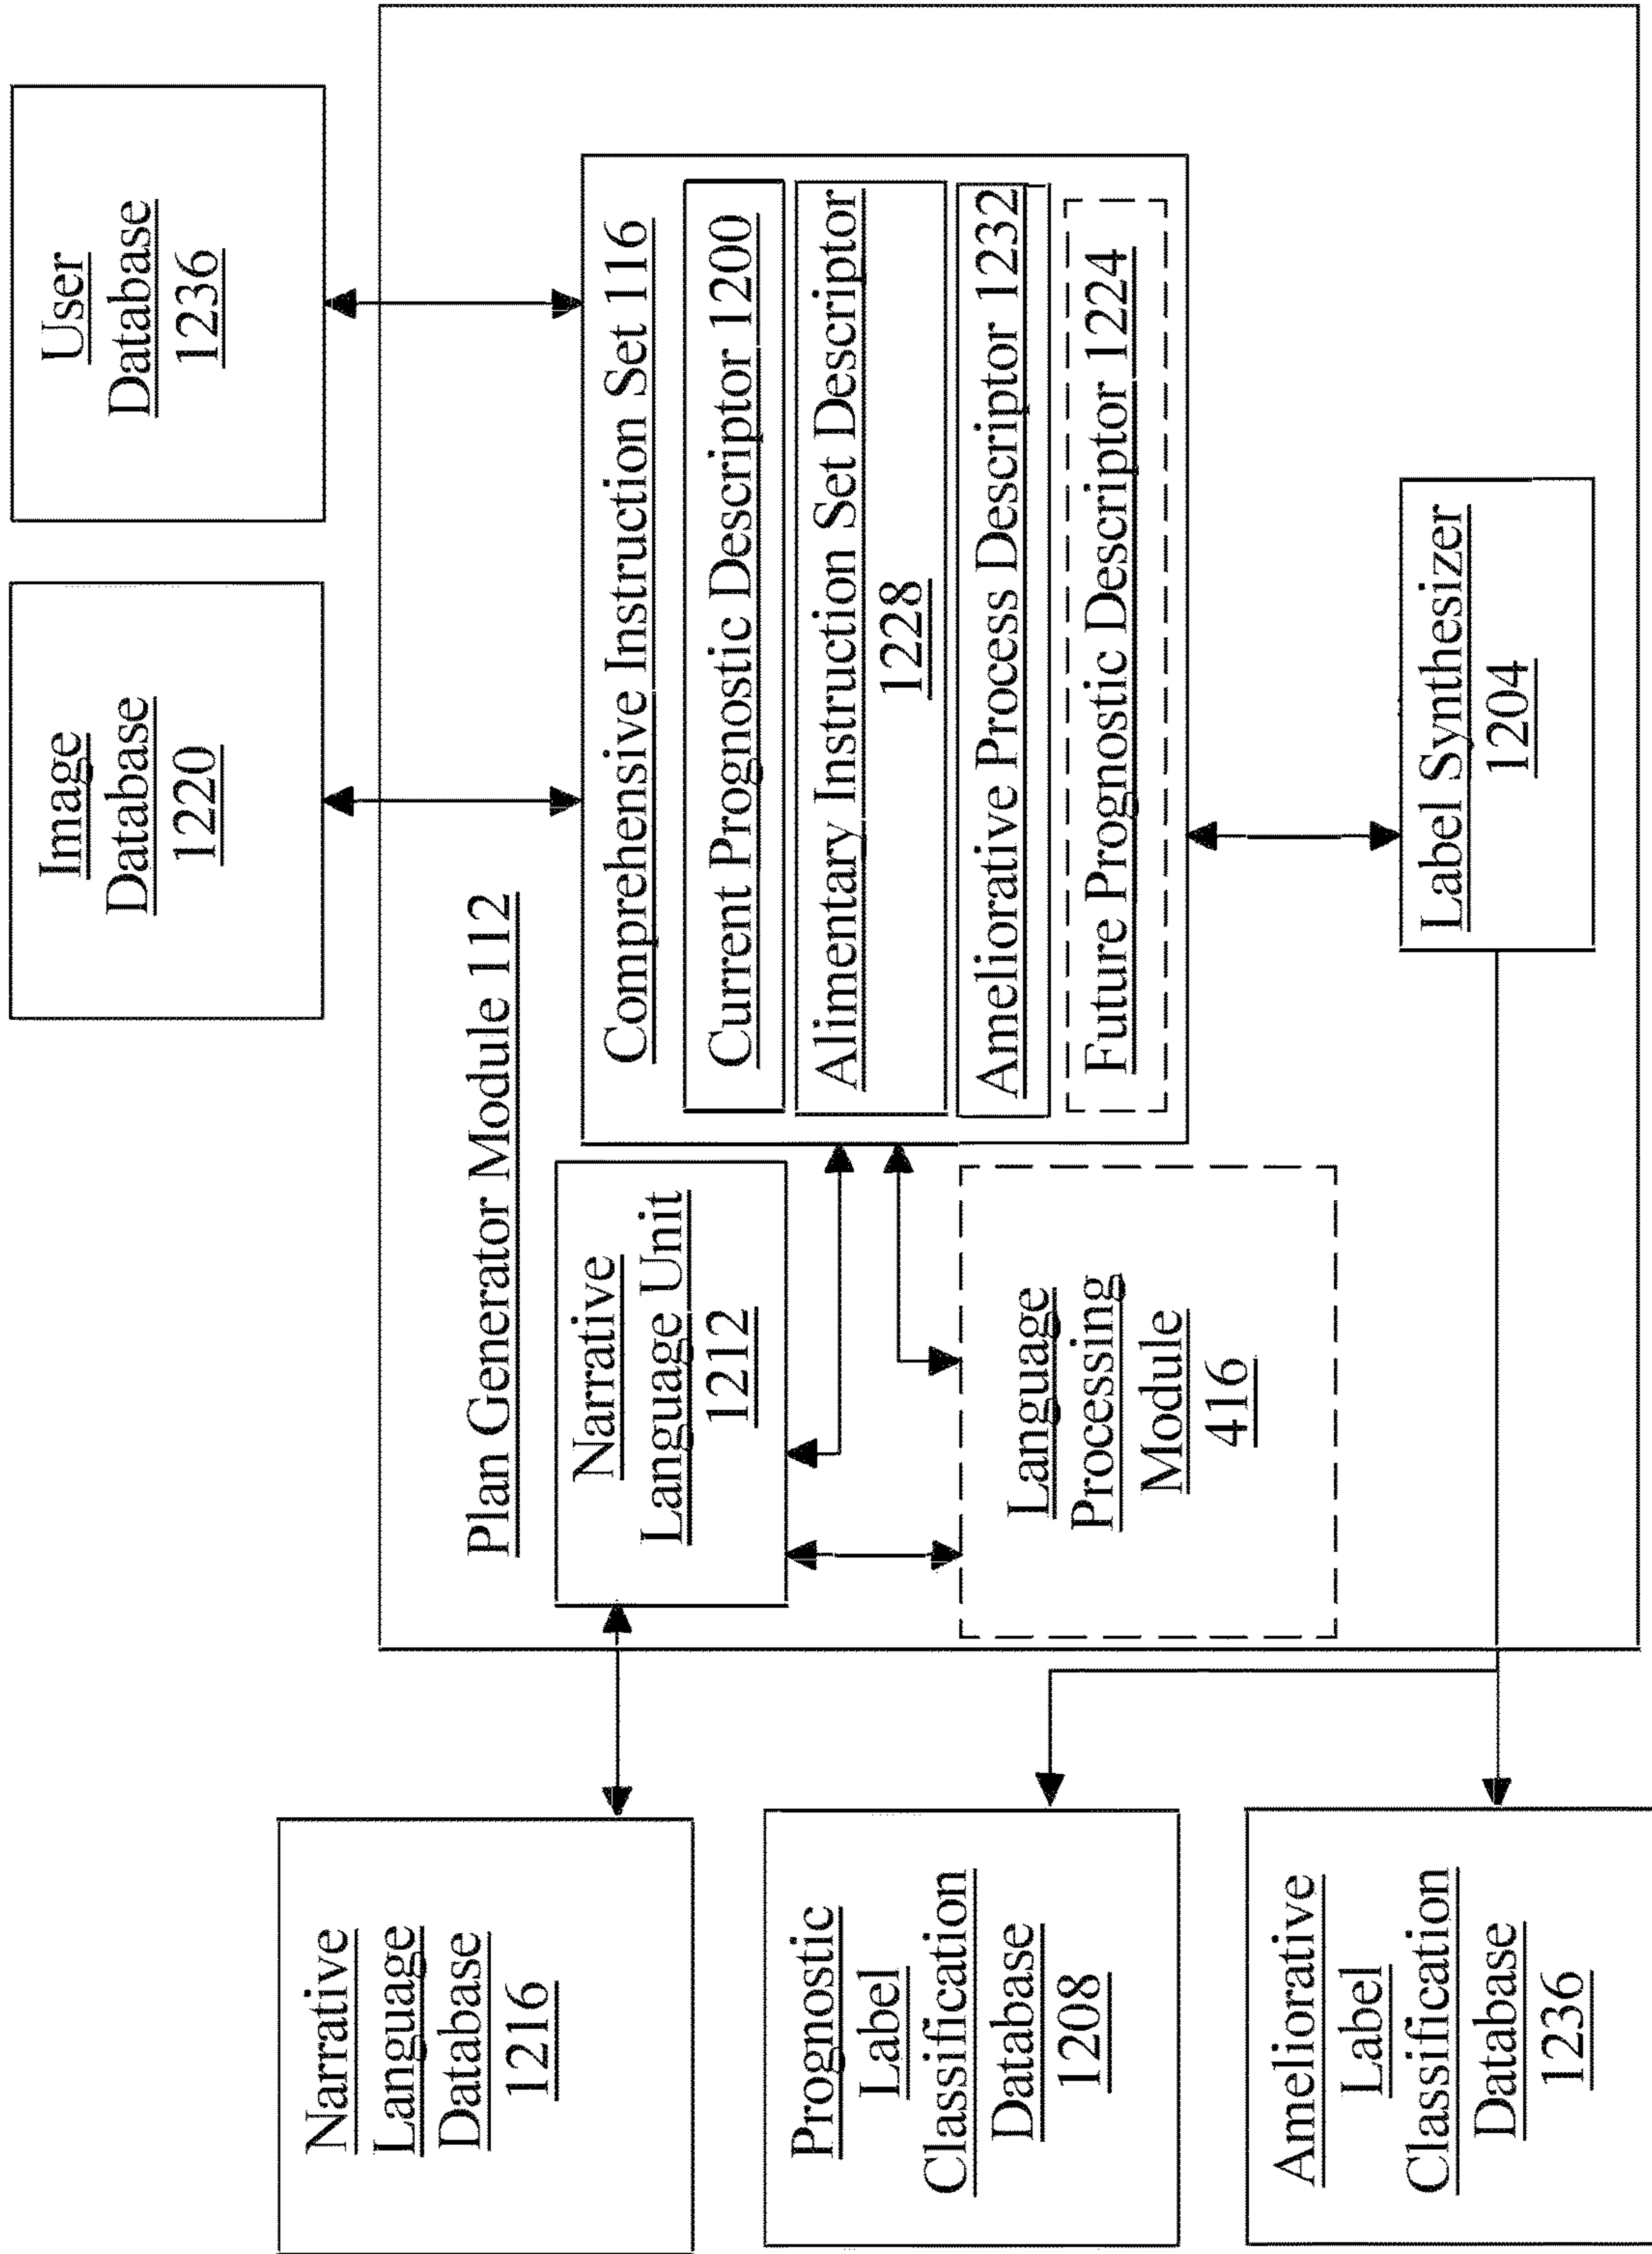 Image
Database
1220
User
Database
1236
Plan Generator Module 112
Narrative
Language Database
1216
Narrative
Language Unit
1212
Comprehensive Instruction Set 116
Current Prognostic Descriptor 1200
Alimentary Instruction Set Descriptor
1228
Ameliorative Process Descriptor 1232
Future Prognostic Descriptor 1224
Prognostic
Label
Classification
Database
1208
Language
Processing
Module
416
Ameliorative
Label
Classification
Database
1236
Label Synthesizer
1204